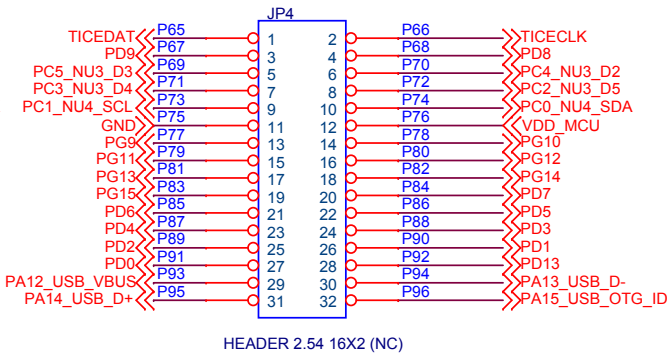 JP4
TICEDAT P65 1 2 P66 TICECLK
PD9 P67 3 4 P68 PD8
PC5_NU3_D3 P69 5 6 P70 PC4_NU3_D2
PC3_NU3_D4 P71 7 8 P72 PC2_NU3_D5
PC1_NU4_SCL P73 9 10 P74 PC0_NU4_SDA
GND P75 11 12 P76 VDD_MCU
PG9 P77 13 14 P78 PG10
PG11 P79 15 16 P80 PG12
PG13 P81 17 18 P82 PG14
PG15 P83 19 20 P84 PD7
PD6 P85 21 22 P86 PD5
PD4 P87 23 24 P88 PD3
PD2 P89 25 26 P90 PD1
PD0 P91 27 28 P92 PD13
PA12_USB_VBUS P93 29 30 P94 PA13_USB_D-
PA14_USB_D+ P95 31 32 P96 PA15_USB_OTG_ID
HEADER 2.54 16X2 (NC)